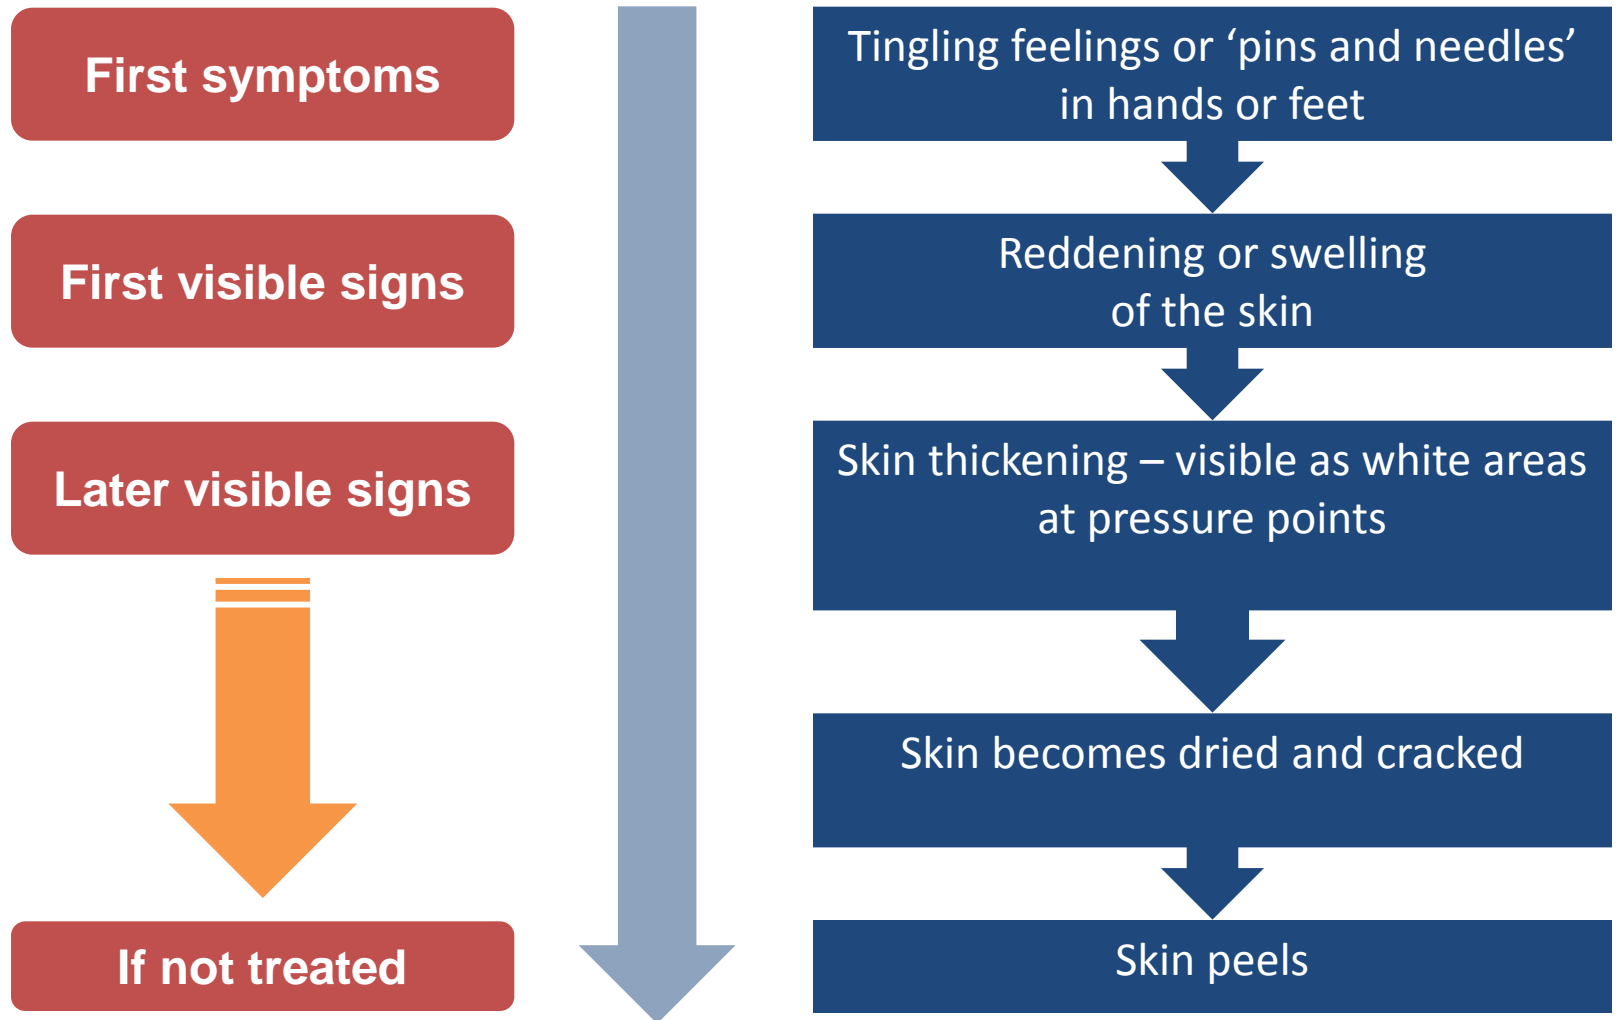 First symptoms
Tingling feelings or ‘pins and needles’
in hands or feet
First visible signs
Reddening or swelling
of the skin
Later visible signs
Skin thickening – visible as white areas
at pressure points
Skin becomes dried and cracked
If not treated
Skin peels